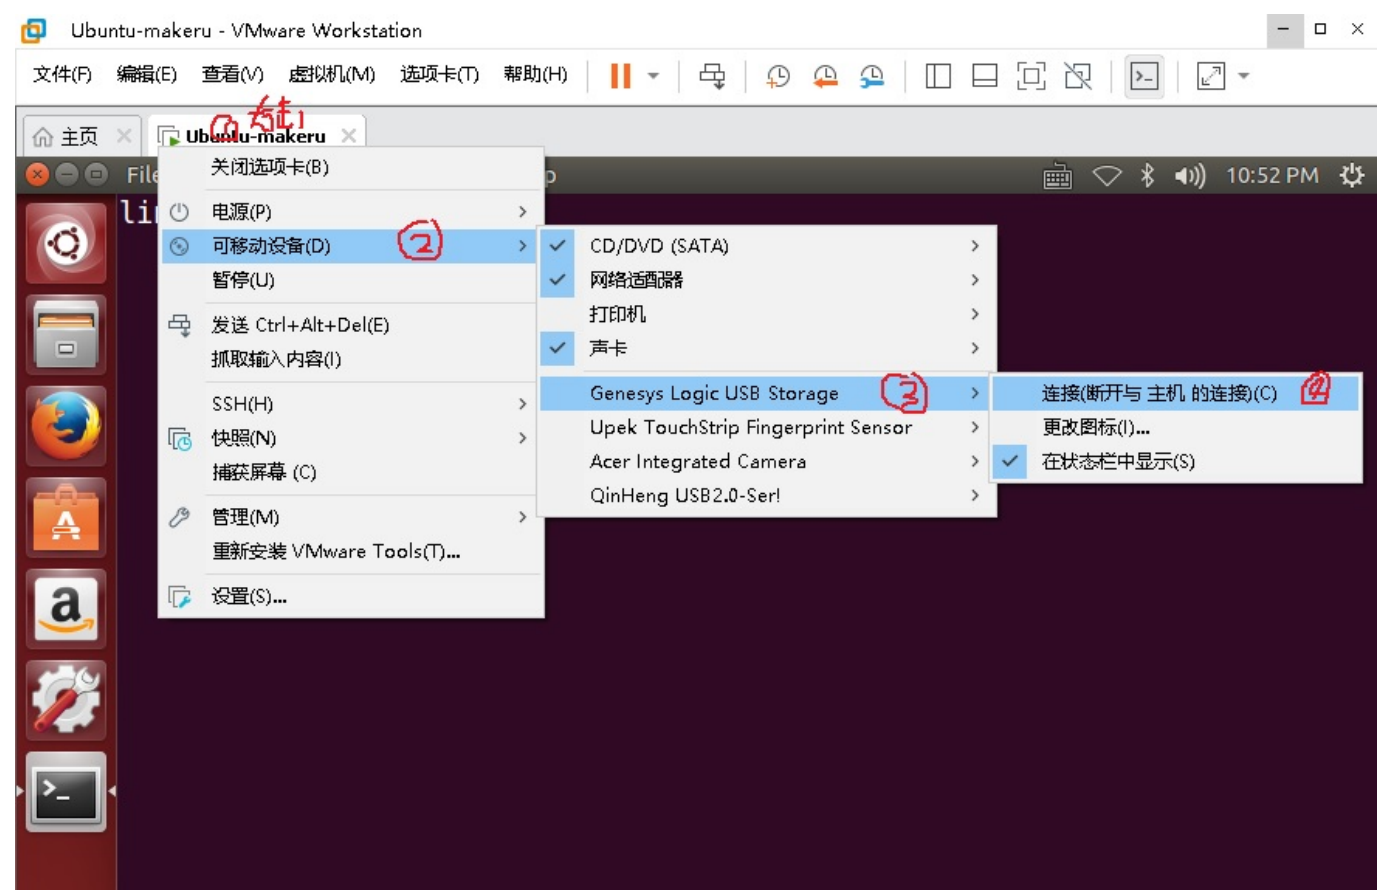 Ubuntu-makeru - VMware Workstation
文件(F) 编辑(E) 查看(V) 虚拟机(M) 选项卡(T) 帮助(H)
① 右击
主页 Ubuntu-makeru
关闭选项卡(B)
File 10:52 PM
电源(P)
可移动设备(D) ②
CD/DVD (SATA)
暂停(U)
网络适配器
打印机
发送 Ctrl+Alt+Del(E)
声卡
抓取输入内容(I)
Genesys Logic USB Storage ③
连接(断开与 主机 的连接)(C) ④
SSH(H)
Upek TouchStrip Fingerprint Sensor
更改图标(I)...
快照(N)
Acer Integrated Camera
在状态栏中显示(S)
捕获屏幕 (C)
QinHeng USB2.0-Ser!
管理(M)
重新安装 VMware Tools(T)...
设置(S)...